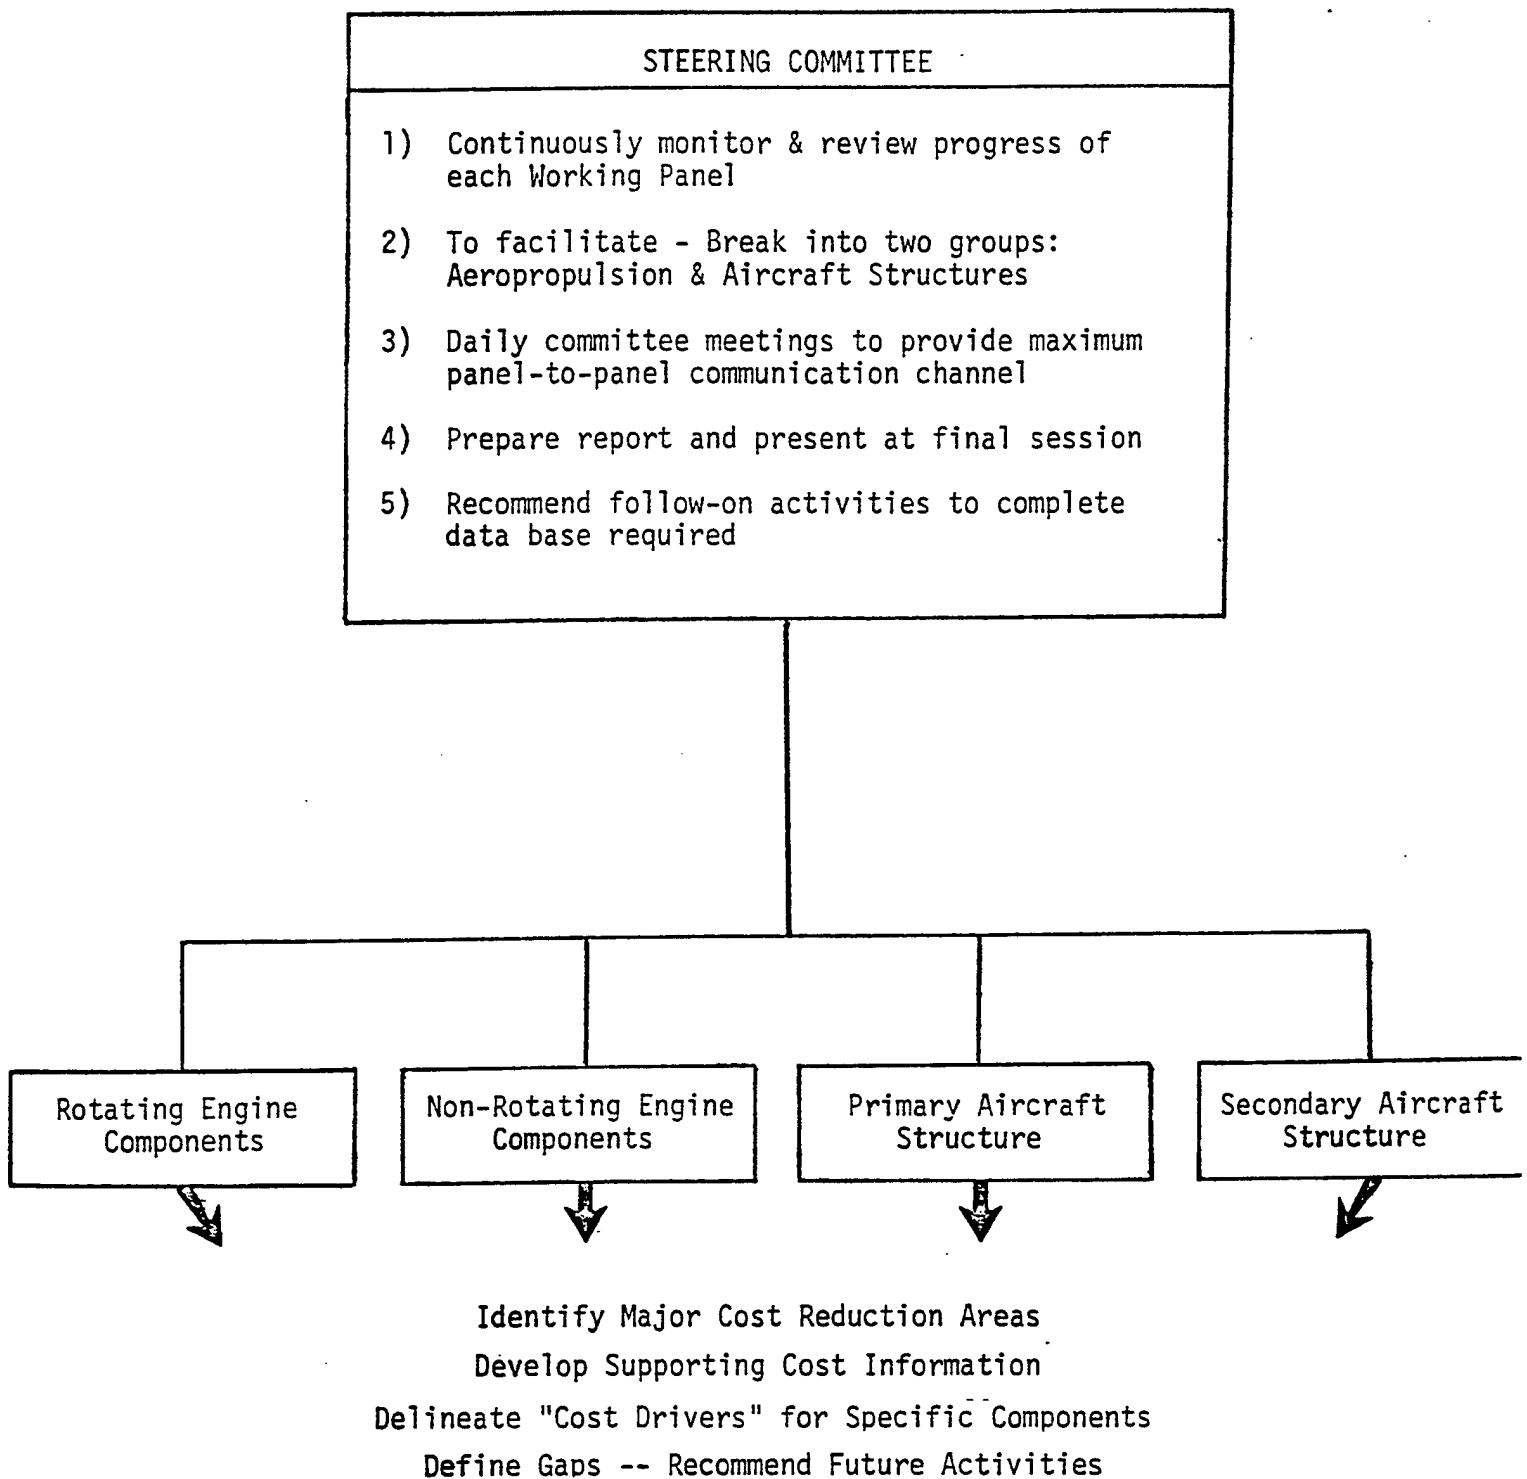 STEERING COMMITTEE
1) Continuously monitor & review progress of
each Working Panel
2) To facilitate - Break into two groups:
Aeropropulsion & Aircraft Structures
3) Daily committee meetings to provide maximum
panel-to-panel communication channel
4) Prepare report and present at final session
5) Recommend follow-on activities to complete
data base required
Rotating Engine
Components
Non-Rotating Engine
Components
Primary Aircraft
Structure
Secondary Aircraft
Structure
Identify Major Cost Reduction Areas
Develop Supporting Cost Information
Delineate "Cost Drivers" for Specific Components
Define Gaps -- Recommend Future Activities